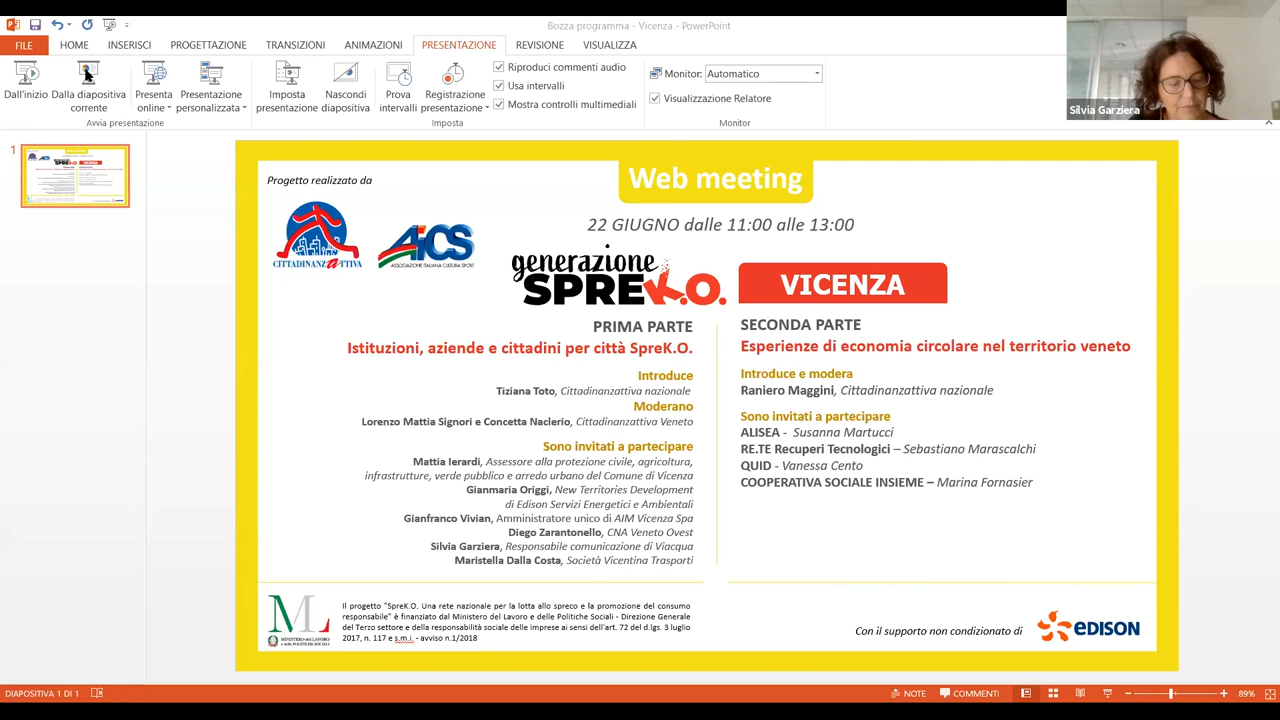 Bozza programma - Vicenza - PowerPoint
FILE HOME INSERISCI PROGETTAZIONE TRANSIZIONI ANIMAZIONI PRESENTAZIONE REVISIONE VISUALIZZA
Dall'inizio
Dalla diapositiva
corrente
Presenta
online
Presentazione
personalizzata
Avvia presentazione
Imposta
presentazione
Nascondi
diapositiva
Prova
intervalli
Registrazione
presentazione
Riproduci commenti audio
Usa intervalli
Mostra controlli multimediali
Imposta
Monitor: Automatico
Visualizzazione Relatore
Monitor
Silvia Garziera
1
Progetto realizzato da
Web meeting
22 GIUGNO dalle 11:00 alle 13:00
CITTADINANZATTIVA
AiCS
ASSOCIAZIONE ITALIANA CULTURA SPORT
generazione
SPREK.O.
VICENZA
PRIMA PARTE
Istituzioni, aziende e cittadini per città SpreK.O.
Introduce
Tiziana Toto, Cittadinanzattiva nazionale
Moderano
Lorenzo Mattia Signori e Concetta Naclerio, Cittadinanzattiva Veneto
Sono invitati a partecipare
Mattia Ierardi, Assessore alla protezione civile, agricoltura,
infrastrutture, verde pubblico e arredo urbano del Comune di Vicenza
Gianmaria Origgi, New Territories Development
di Edison Servizi Energetici e Ambientali
Gianfranco Vivian, Amministratore unico di AIM Vicenza Spa
Diego Zarantonello, CNA Veneto Ovest
Silvia Garziera, Responsabile comunicazione di Viacqua
Maristella Dalla Costa, Società Vicentina Trasporti
SECONDA PARTE
Esperienze di economia circolare nel territorio veneto
Introduce e modera
Raniero Maggini, Cittadinanzattiva nazionale
Sono invitati a partecipare
ALISEA - Susanna Martucci
RE.TE Recuperi Tecnologici – Sebastiano Marascalchi
QUID - Vanessa Cento
COOPERATIVA SOCIALE INSIEME – Marina Fornasier
ML
MINISTERO del LAVORO
e delle POLITICHE SOCIALI
Il progetto "SpreK.O. Una rete nazionale per la lotta allo spreco e la promozione del consumo
responsabile" è finanziato dal Ministero del Lavoro e delle Politiche Sociali - Direzione Generale
del Terzo settore e della responsabilità sociale delle imprese ai sensi dell'art. 72 del d.lgs. 3 luglio
2017, n. 117 e s.m.i. - avviso n.1/2018
Con il supporto non condizionato di
EDISON
DIAPOSITIVA 1 DI 1
NOTE
COMMENTI
89%